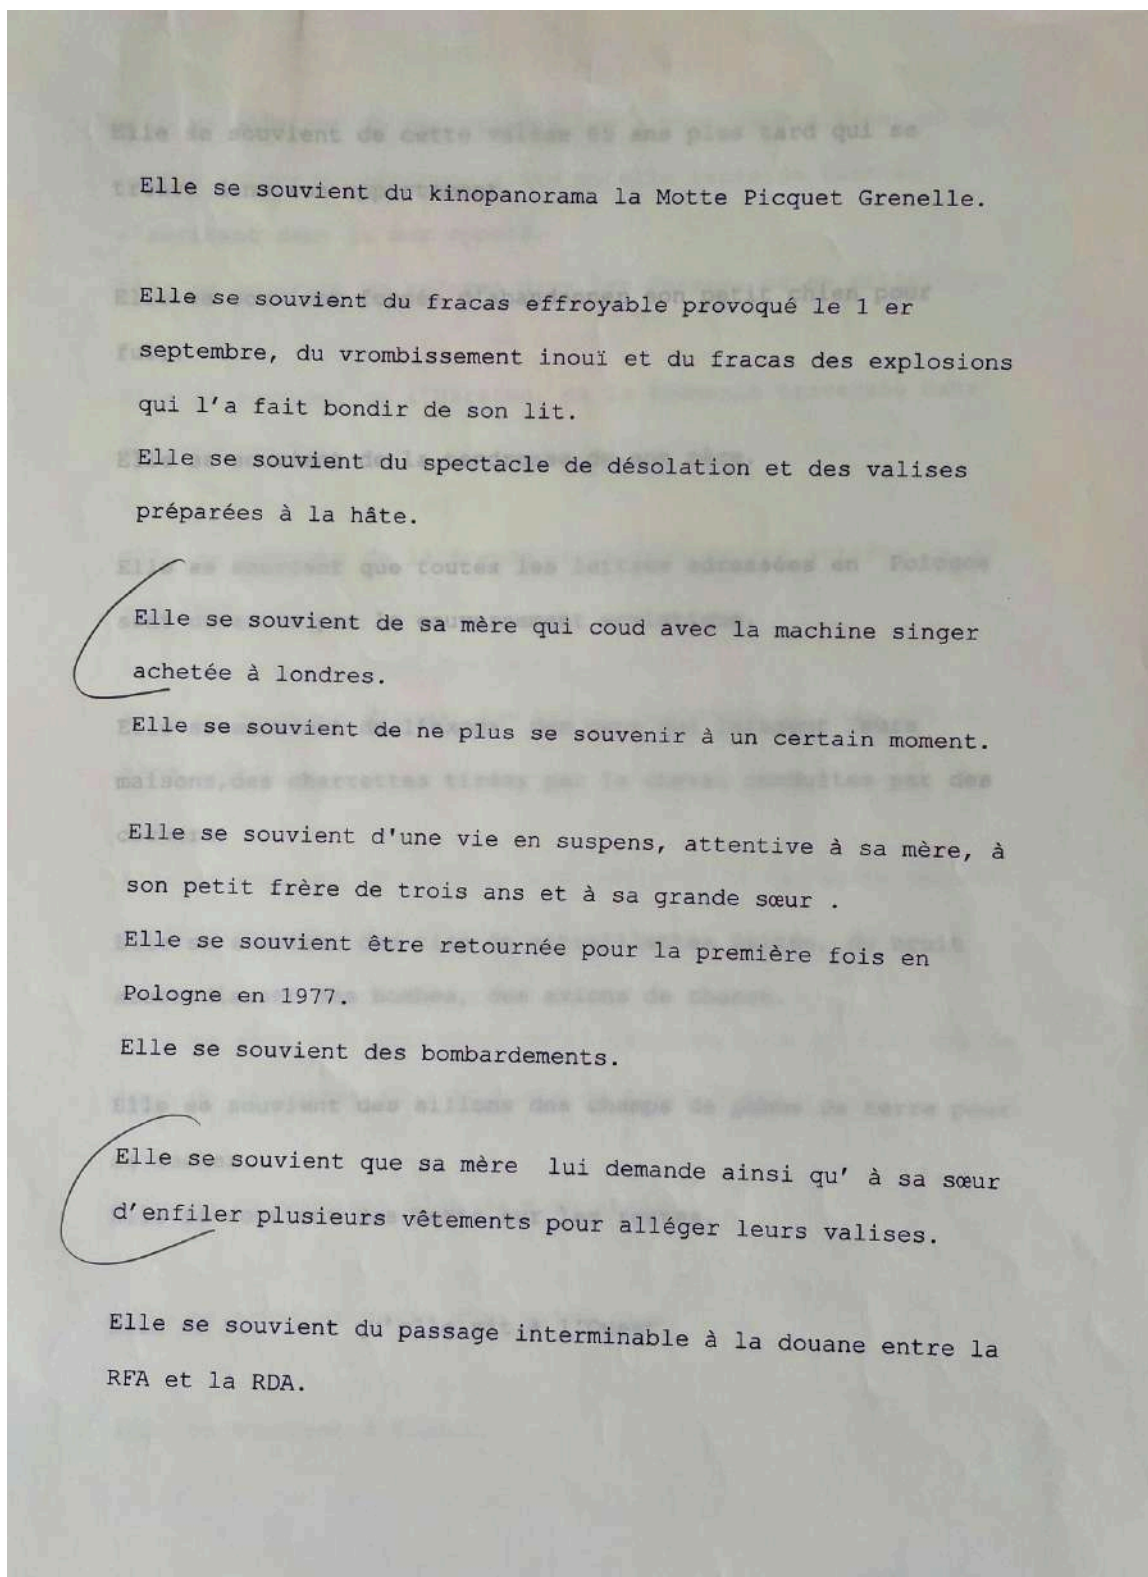 Elle se souvient du kinopanorama la Motte Picquet Grenelle.
Elle se souvient du fracas effroyable provoqué le 1 er
septembre, du vrombissement inouï et du fracas des explosions
qui l'a fait bondir de son lit.
Elle se souvient du spectacle de désolation et des valises
préparées à la hâte.
Elle se souvient de sa mère qui coud avec la machine singer
achetée à londres.
Elle se souvient de ne plus se souvenir à un certain moment.
Elle se souvient d'une vie en suspens, attentive à sa mère, à
son petit frère de trois ans et à sa grande sœur .
Elle se souvient être retournée pour la première fois en
Pologne en 1977.
Elle se souvient des bombardements.
Elle se souvient que sa mère  lui demande ainsi qu' à sa sœur
d'enfiler plusieurs vêtements pour alléger leurs valises.
Elle se souvient du passage interminable à la douane entre la
RFA et la RDA.